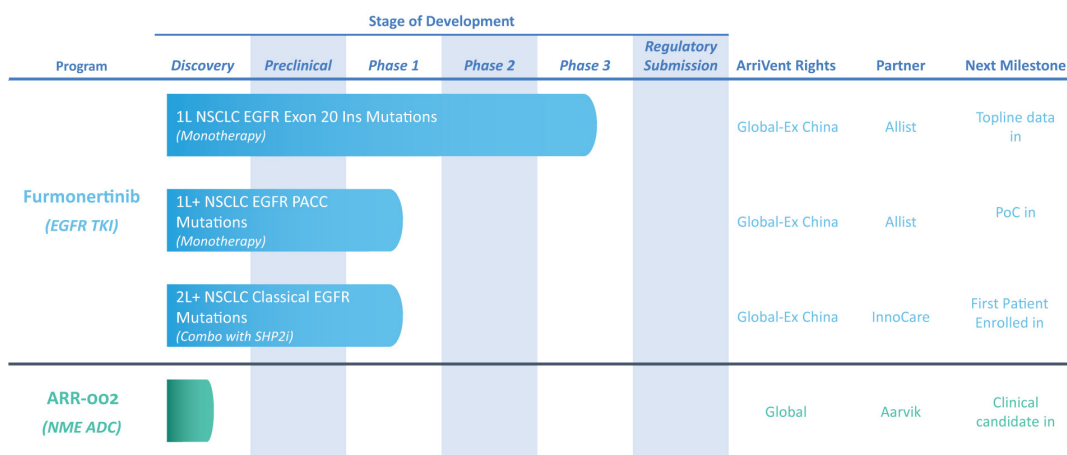 Stage of Development
Program
Discovery
Preclinical
Phase 1
Phase 2
Phase 3
Regulatory
Submission
ArriVent Rights
Partner
Next Milestone
Furmonertinib
(EGFR TKI)
1L NSCLC EGFR Exon 20 Ins Mutations
(Monotherapy)
Global-Ex China
Allist
Topline data
in
1L+ NSCLC EGFR PACC
Mutations
(Monotherapy)
Global-Ex China
Allist
PoC in
2L+ NSCLC Classical EGFR
Mutations
(Combo with SHP2i)
Global-Ex China
InnoCare
First Patient
Enrolled in
ARR-002
(NME ADC)
Global
Aarvik
Clinical
candidate in